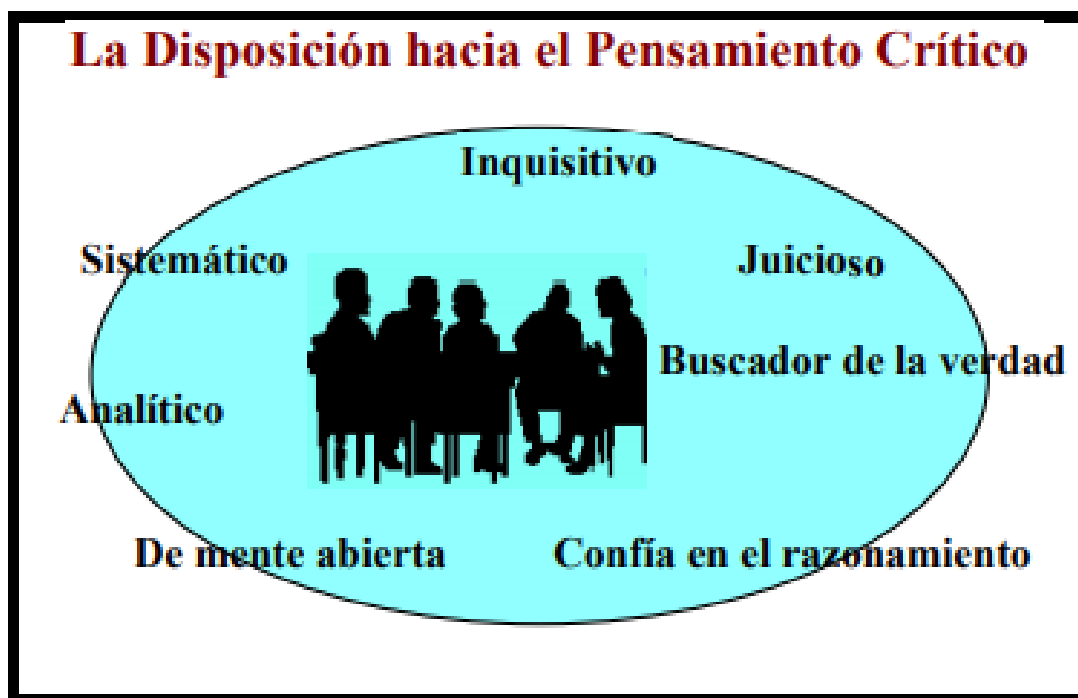 La Disposición hacia el Pensamiento Crítico
Inquisitivo
Sistemático
Juicioso
Buscador de la verdad
Analítico
De mente abierta
Confía en el razonamiento